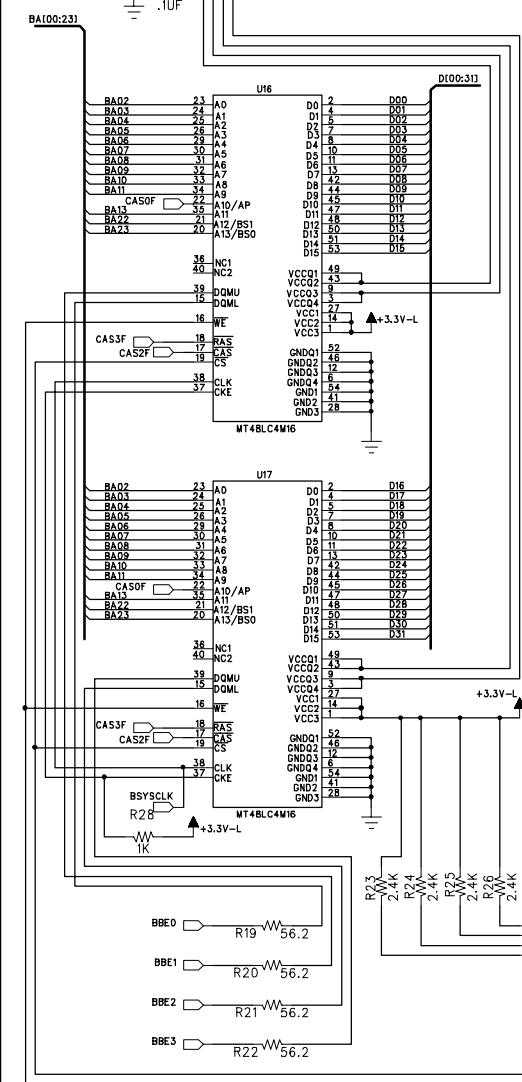 .1UF
BA[00:23]
D[00:31]
U16
BA02 23 A0 D0 2 D00
BA03 24 A1 D1 4 D01
BA04 25 A2 D2 5 D02
BA05 26 A3 D3 7 D03
BA06 29 A4 D4 8 D04
BA07 30 A5 D5 10 D05
BA08 31 A6 D6 11 D06
BA09 32 A7 D7 13 D07
BA10 33 A8 D8 42 D08
BA11 34 A9 D9 44 D09
CAS0F 22 A10/AP D10 45 D10
BA13 35 A11 D11 47 D11
BA22 21 A12/BS1 D12 48 D12
BA23 20 A13/BS0 D13 50 D13
D14 51 D14
D15 53 D15
36 NC1 VCCQ1 49
40 NC2 VCCQ2 43
39 DQMU VCCQ3 9
15 DQML VCCQ4 3
VCC1 27
16 WE VCC2 14 +3.3V-L
VCC3 1
CAS3F 18 RAS
CAS2F 17 CAS GNDQ1 52
19 CS GNDQ2 46
GNDQ3 12
38 CLK GNDQ4 6
37 CKE GND1 54
GND2 41
GND3 28
MT48LC4M16
U17
BA02 23 A0 D0 2 D16
BA03 24 A1 D1 4 D17
BA04 25 A2 D2 5 D18
BA05 26 A3 D3 7 D19
BA06 29 A4 D4 8 D20
BA07 30 A5 D5 10 D21
BA08 31 A6 D6 11 D22
BA09 32 A7 D7 13 D23
BA10 33 A8 D8 42 D24
BA11 34 A9 D9 44 D25
CAS0F 22 A10/AP D10 45 D26
BA13 35 A11 D11 47 D27
BA22 21 A12/BS1 D12 48 D28
BA23 20 A13/BS0 D13 50 D29
D14 51 D30
D15 53 D31
36 NC1 VCCQ1 49
40 NC2 VCCQ2 43
39 DQMU VCCQ3 9
15 DQML VCCQ4 3
VCC1 27 +3.3V-L
16 WE VCC2 14
VCC3 1
CAS3F 18 RAS
CAS2F 17 CAS GNDQ1 52
19 CS GNDQ2 46
GNDQ3 12
38 CLK GNDQ4 6
37 CKE GND1 54
GND2 41
GND3 28
BSYSCLK
R28 MT48LC4M16
+3.3V-L
1K
R23 2.4K R24 2.4K R25 2.4K R26 2.4K
BBE0 R19 56.2
BBE1 R20 56.2
BBE2 R21 56.2
BBE3 R22 56.2